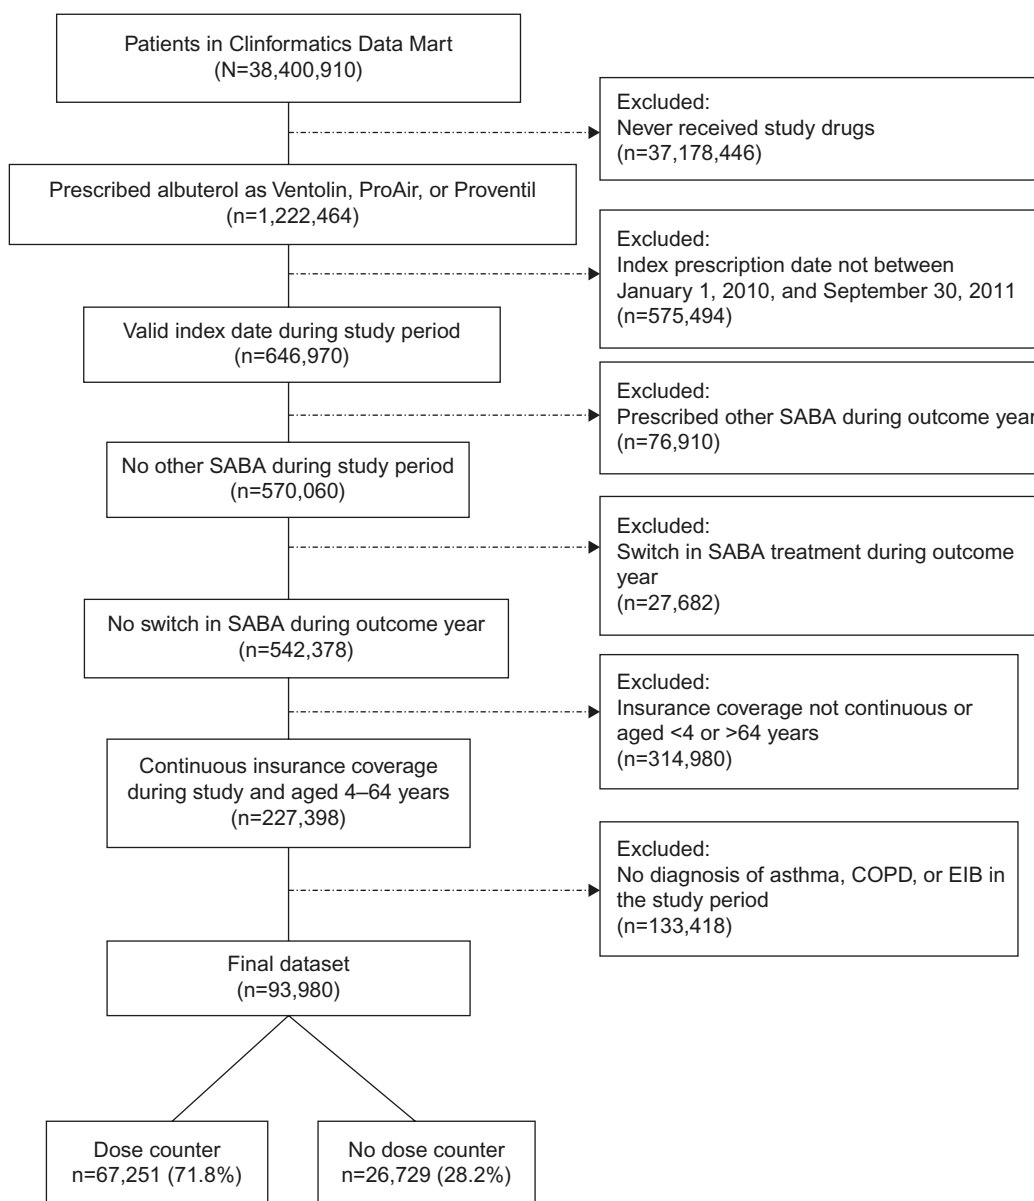 Patients in Clinformatics Data Mart
(N=38,400,910)
Excluded:
Never received study drugs
(n=37,178,446)
Prescribed albuterol as Ventolin, ProAir, or Proventil
(n=1,222,464)
Excluded:
Index prescription date not between
January 1, 2010, and September 30, 2011
(n=575,494)
Valid index date during study period
(n=646,970)
Excluded:
Prescribed other SABA during outcome year
(n=76,910)
No other SABA during study period
(n=570,060)
Excluded:
Switch in SABA treatment during outcome
year
(n=27,682)
No switch in SABA during outcome year
(n=542,378)
Excluded:
Insurance coverage not continuous or
aged <4 or >64 years
(n=314,980)
Continuous insurance coverage
during study and aged 4–64 years
(n=227,398)
Excluded:
No diagnosis of asthma, COPD, or EIB in
the study period
(n=133,418)
Final dataset
(n=93,980)
Dose counter
n=67,251 (71.8%)
No dose counter
n=26,729 (28.2%)